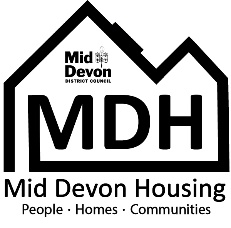 Mid
Devon
DISTRICT COUNCIL
MDH
Mid Devon Housing
People · Homes · Communities